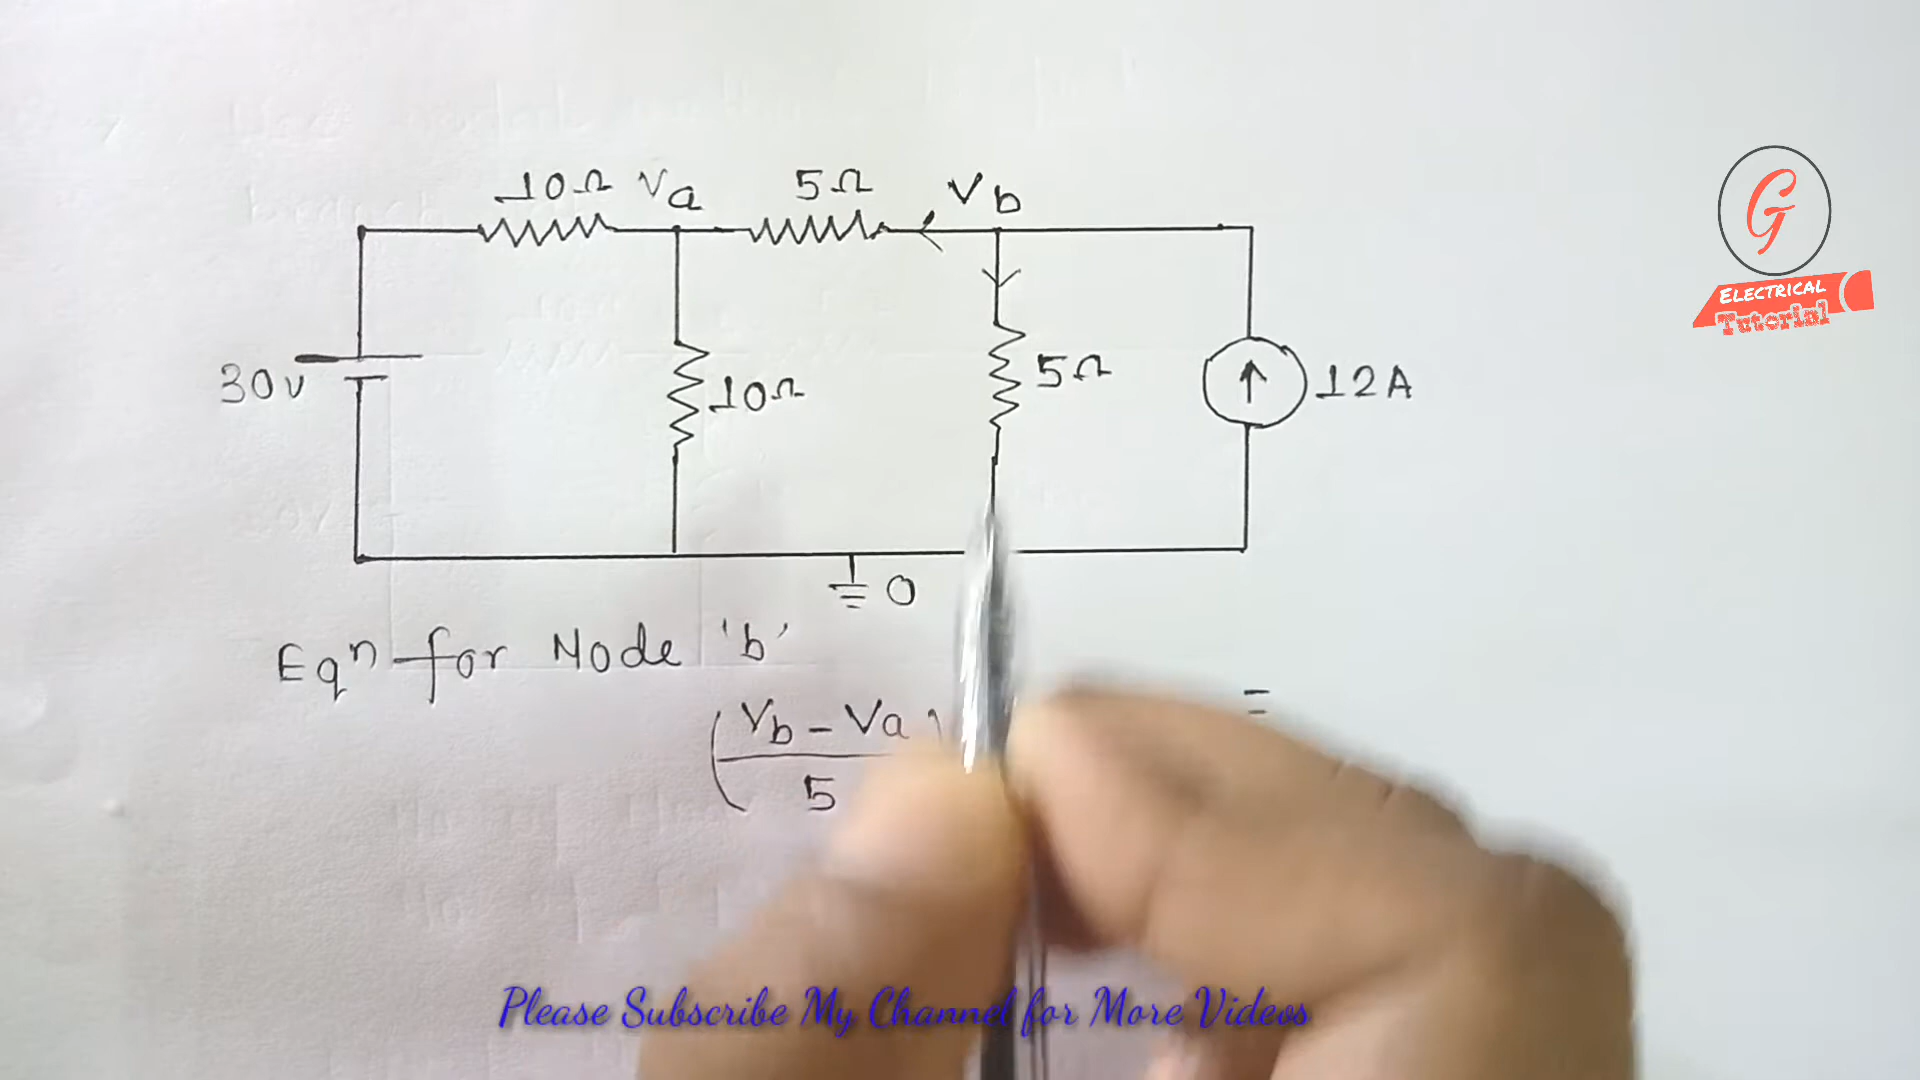 10Ω Va 5Ω Vb
30v
10Ω
5Ω
12A
0
Eqⁿ for Node 'b'
(Vb - Va)
5
=
G
ELECTRICAL
Tutorial
Please Subscribe My Channel for More Videos